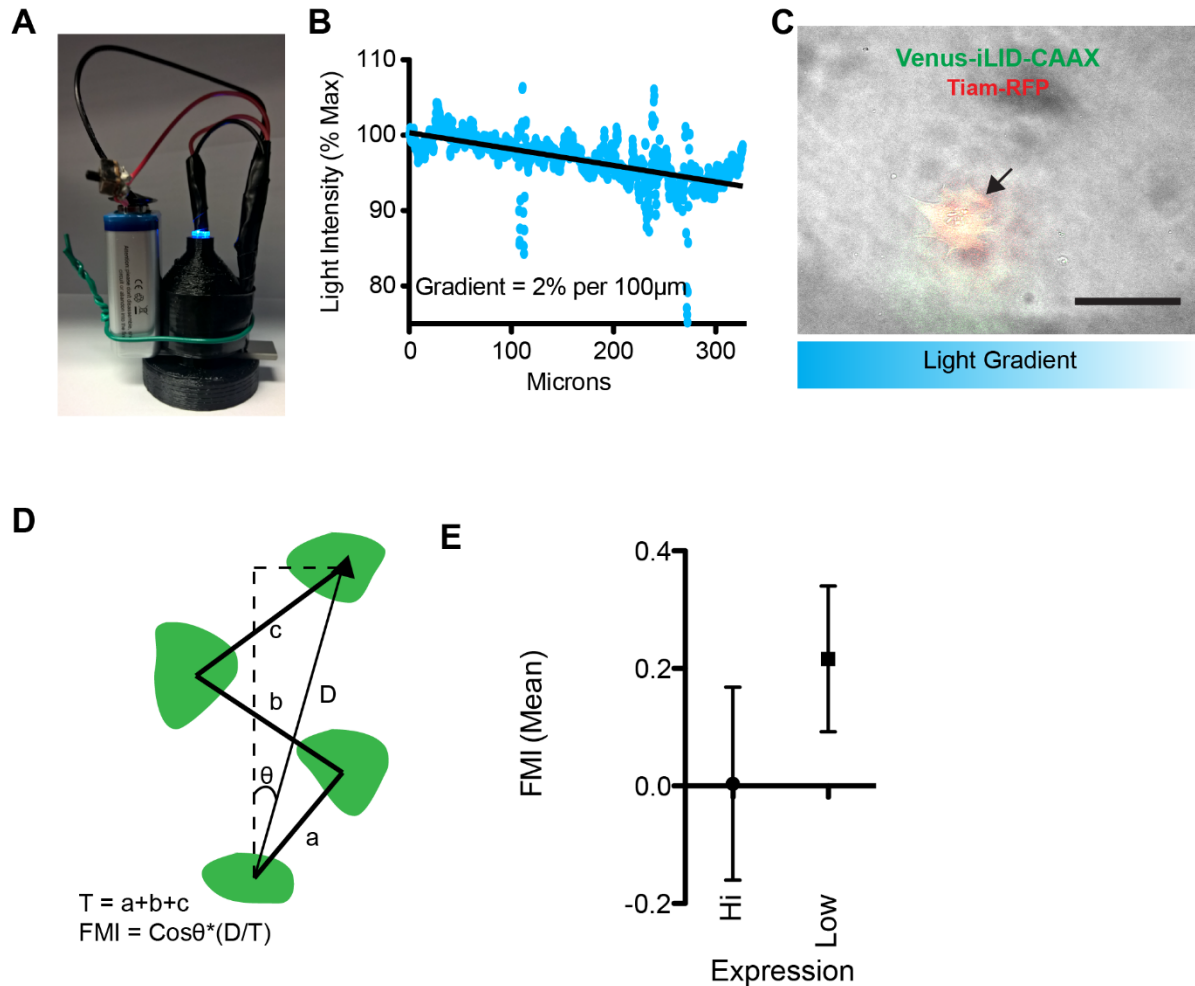 A
B
Light Intensity (% Max)
110
100
90
80
Gradient = 2% per 100µm
0
100
200
300
Microns
C
Venus-iLID-CAAX
Tiam-RFP
Light Gradient
D
c
b
D
θ
a
T = a+b+c
FMI = Cosθ*(D/T)
E
FMI (Mean)
0.4
0.2
0.0
-0.2
Hi
Low
Expression